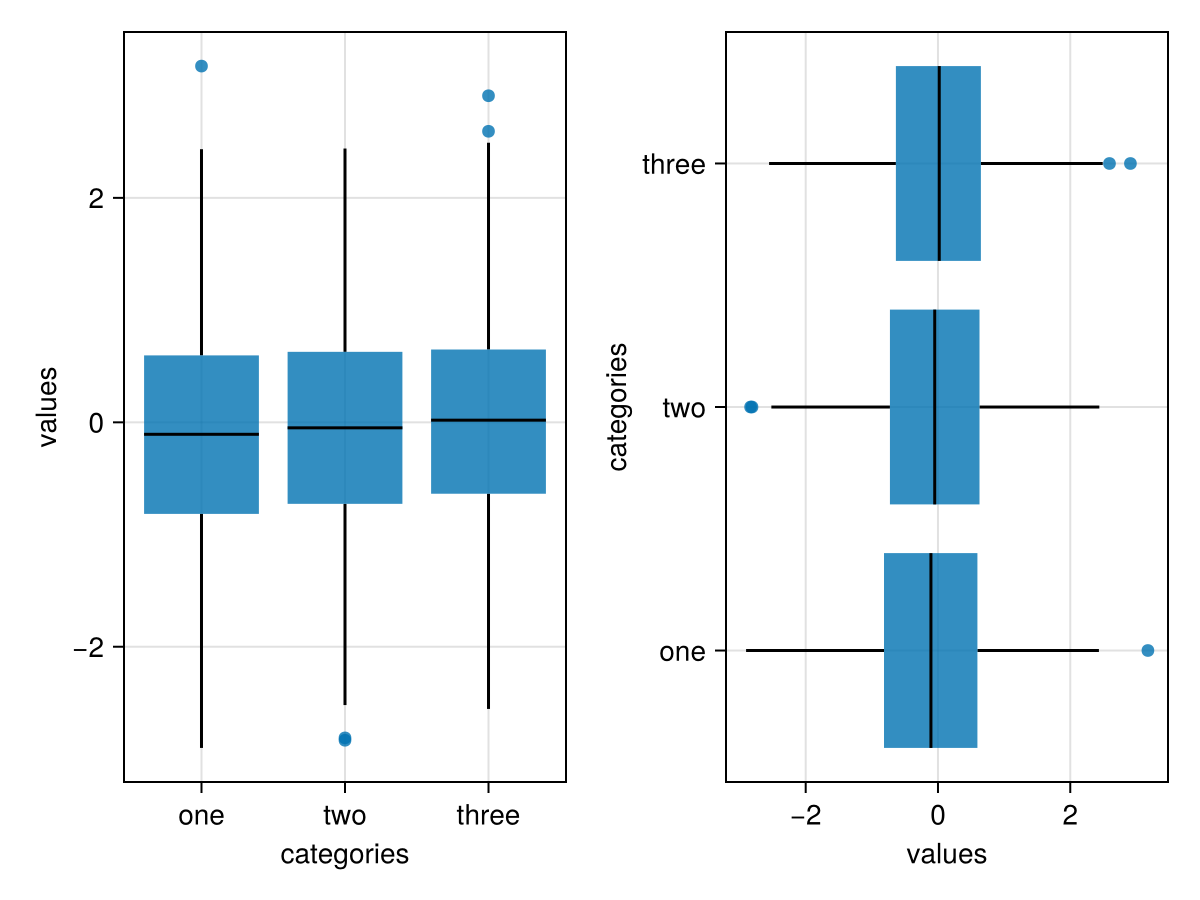 2
0
−2
values
one two three
categories
three
two
one
categories
−2 0 2
values